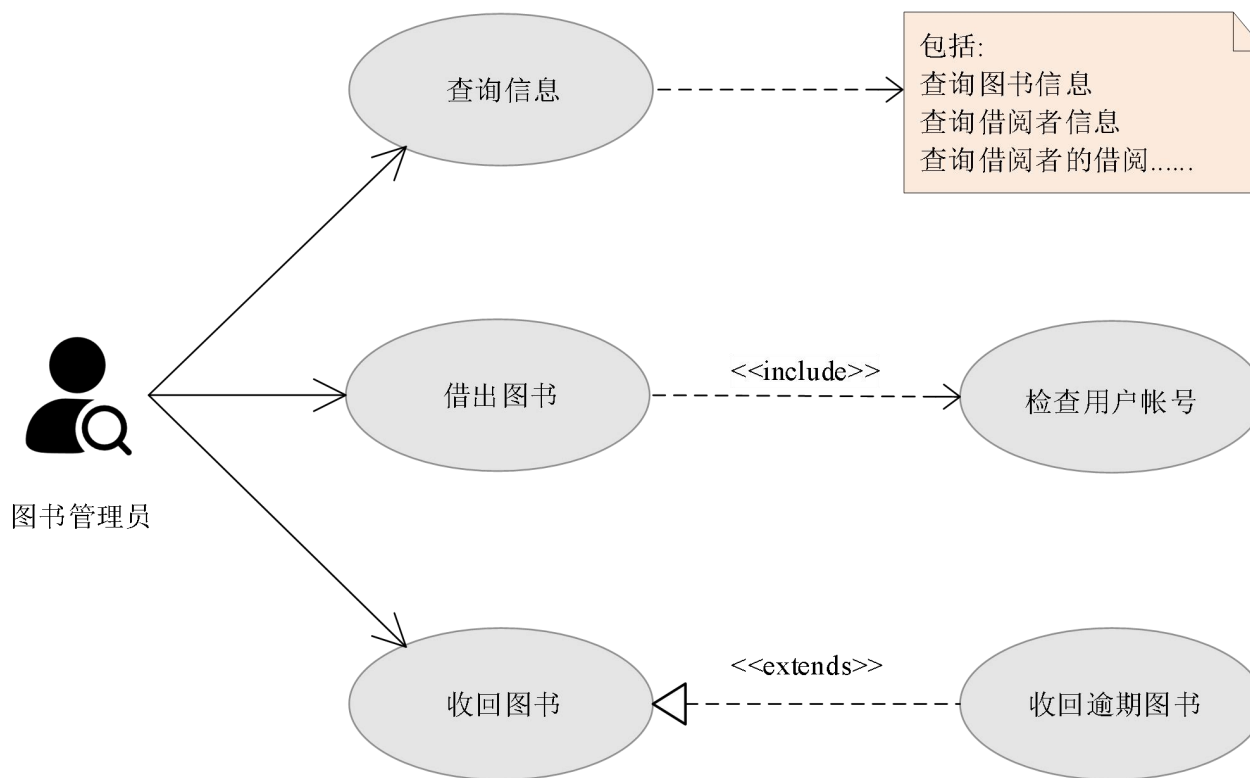 查询信息
包括:
查询图书信息
查询借阅者信息
查询借阅者的借阅......
借出图书
<<include>>
检查用户帐号
图书管理员
收回图书
<<extends>>
收回逾期图书